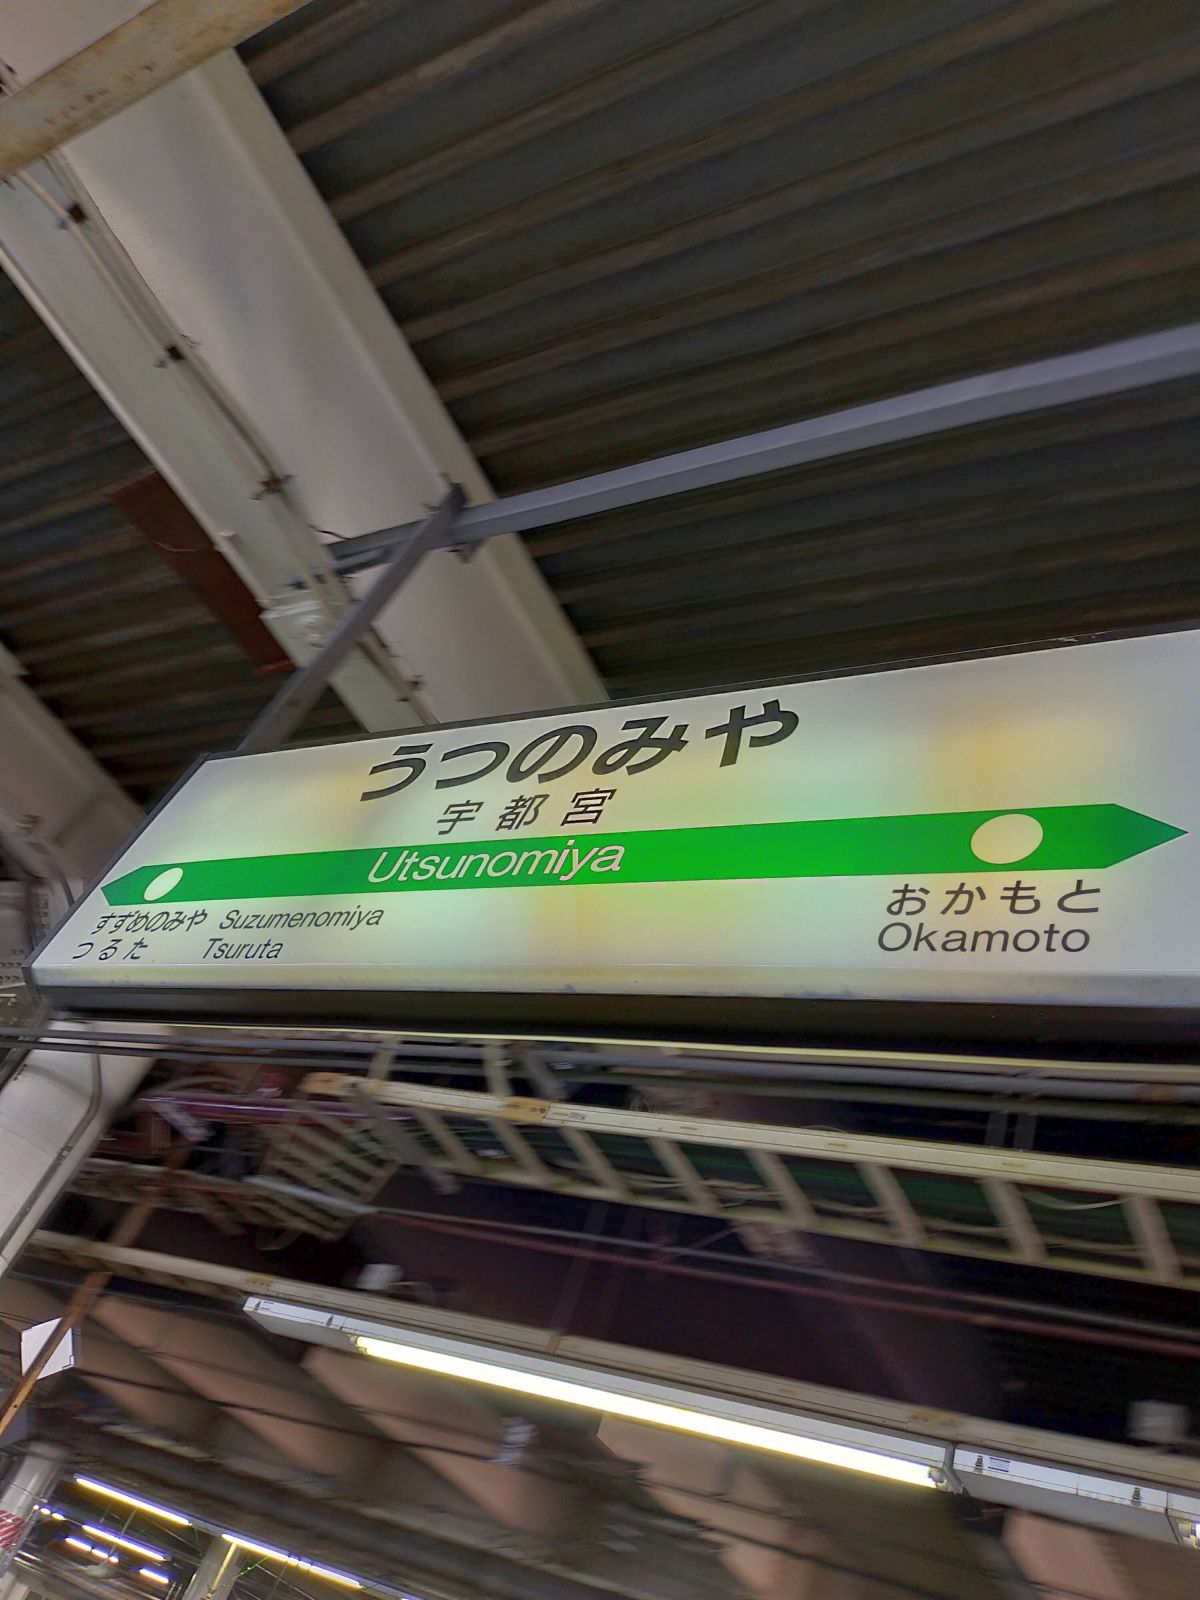 うつのみや
宇都宮
Utsunomiya
すずめのみや Suzumenomiya
つるた Tsuruta
おかもと
Okamoto